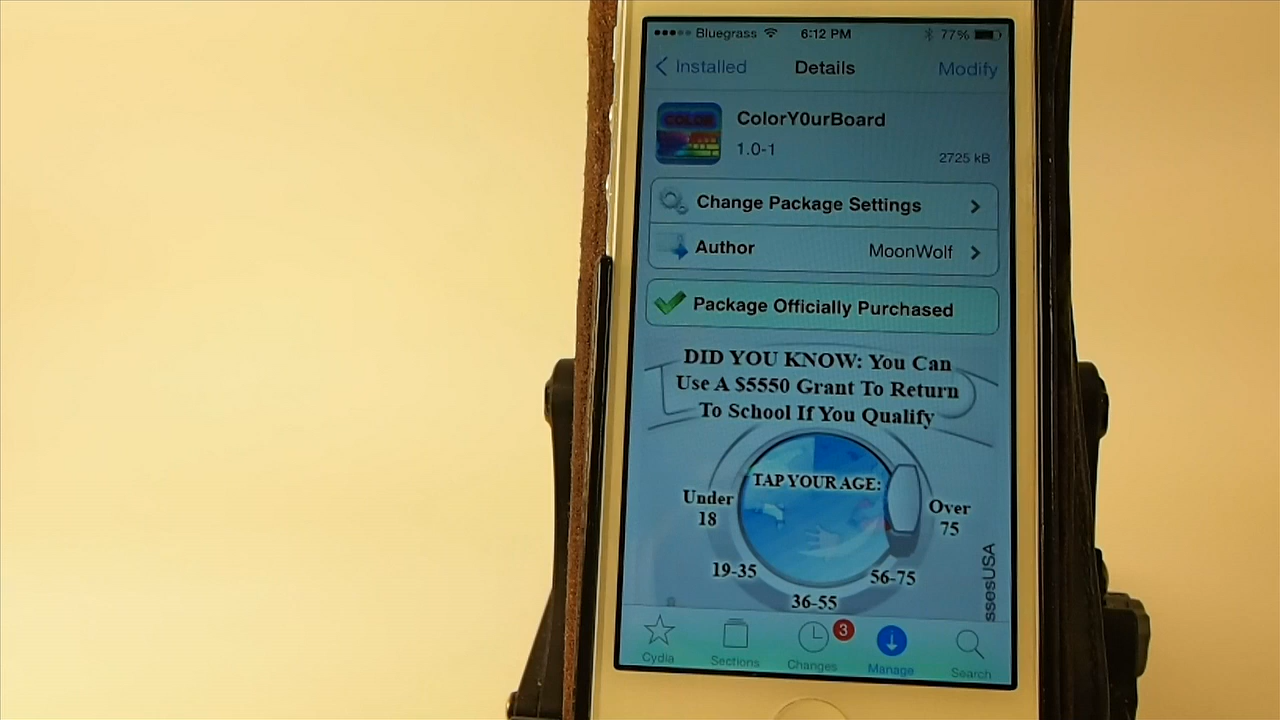 Bluegrass 6:12 PM 77%
Installed Details Modify
COLOR
ColorY0urBoard
1.0-1
2725 kB
Change Package Settings
Author MoonWolf
Package Officially Purchased
DID YOU KNOW: You Can
Use A $5550 Grant To Return
To School If You Qualify
TAP YOUR AGE:
Under
18
19-35
36-55
56-75
Over
75
ssesUSA
3
Cydia Sections Changes Manage Search